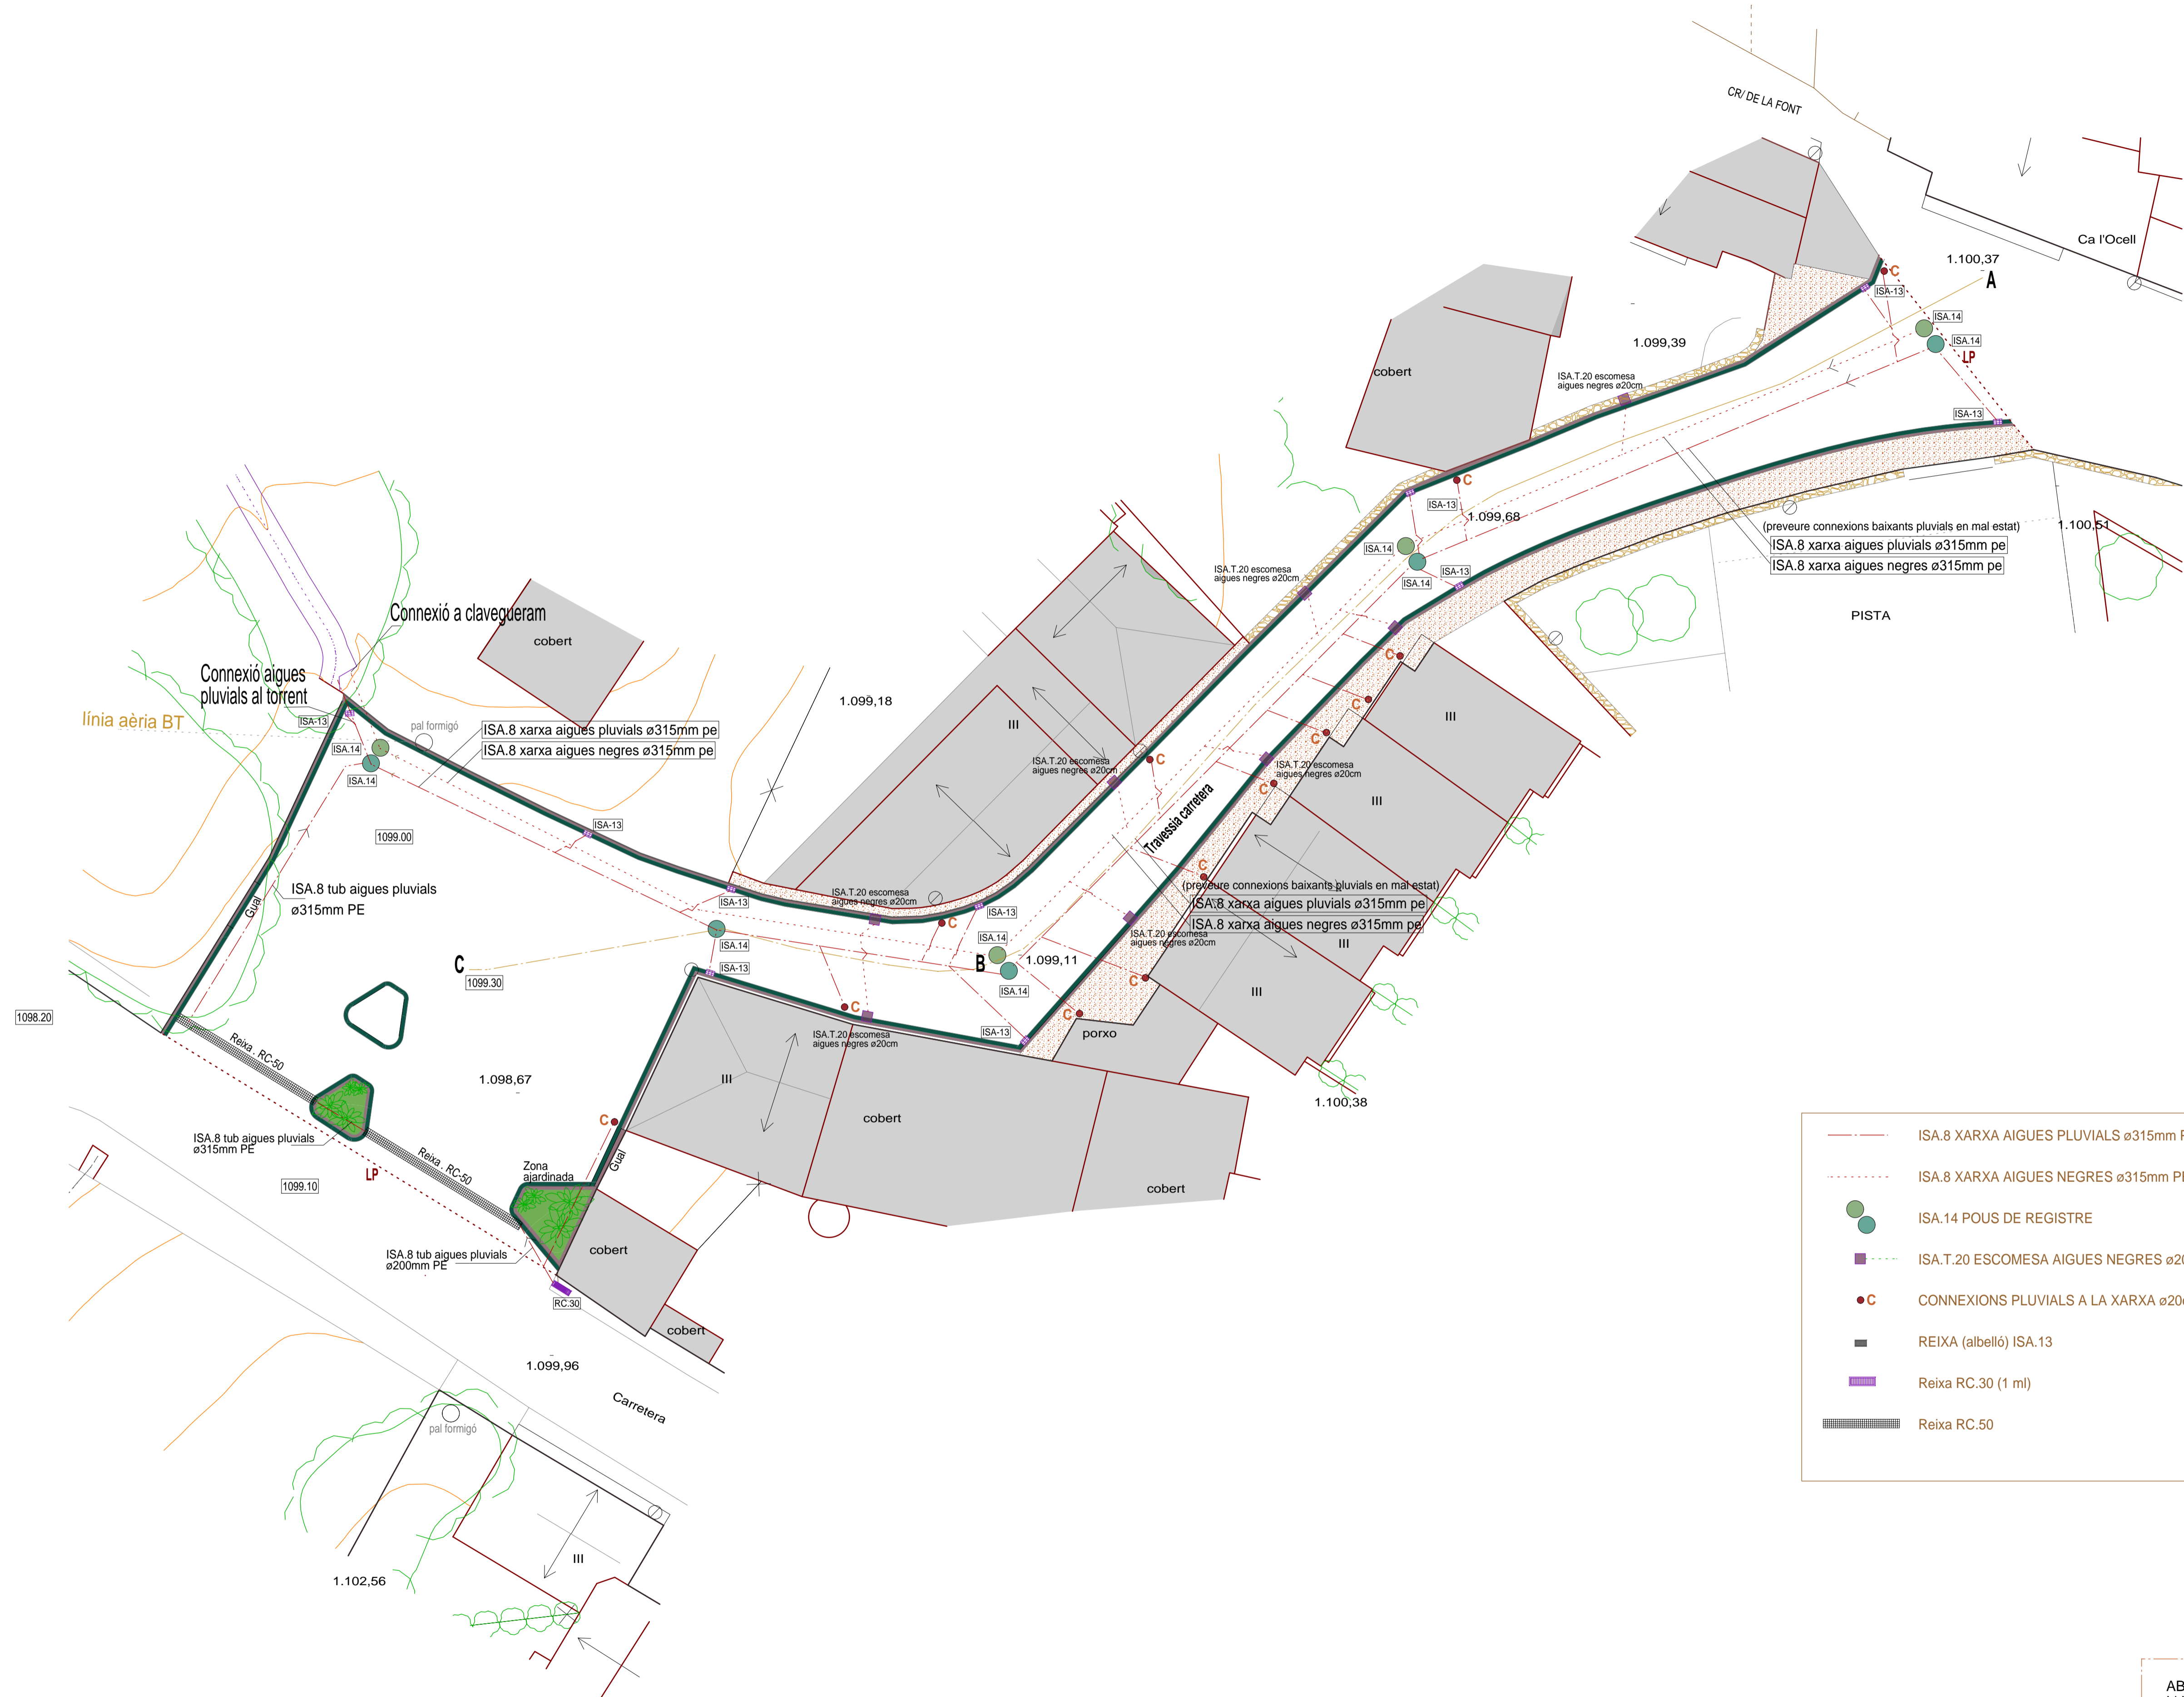 CR/ DE LA FONT
Ca l'Ocell
1.100,37
A
C
ISA-13
ISA.14
ISA.14
LP
1.099,39
cobert
ISA.T.20 escomesa
aigues negres ø20cm
ISA-13
C
ISA-13
1.099,68
(preveure connexions baixants pluvials en mal estat)
ISA.8 xarxa aigues pluvials ø315mm pe
ISA.8 xarxa aigues negres ø315mm pe
1.100,51
PISTA
ISA.14
ISA.14
ISA-13
ISA.T.20 escomesa
aigues negres ø20cm
Connexió a clavegueram
cobert
Connexió aigues
pluvials al torrent
línia aèria BT
ISA-13
ISA.14
ISA.14
pal formigó
ISA.8 xarxa aigues pluvials ø315mm pe
ISA.8 xarxa aigues negres ø315mm pe
1.099,18
III
C
C
C
III
ISA.T.20 escomesa
aigues negres ø20cm
C
ISA.T.20 escomesa
aigues negres ø20cm
C
III
Travessia carretera
1099.00
ISA-13
ISA.8 tub aigues pluvials
ø315mm PE
Gual
ISA-13
ISA.T.20 escomesa
aigues negres ø20cm
C
ISA-13
C
(preveure connexions baixants pluvials en mal estat)
ISA.8 xarxa aigues pluvials ø315mm pe
ISA.8 xarxa aigues negres ø315mm pe
ISA.T.20 escomesa
aigues negres ø20cm
III
ISA.14
ISA.14
B
1.099,11
ISA.14
C
1099.30
ISA-13
C
III
1098.20
C
ISA-13
C
porxo
ISA.T.20 escomesa
aigues negres ø20cm
Reixa . RC-50
1.098,67
III
cobert
1.100,38
C
ISA.8 tub aigues pluvials
ø315mm PE
Reixa . RC-50
LP
Zona
ajardinada
Gual
1099.10
cobert
ISA.8 tub aigues pluvials
ø200mm PE
cobert
RC.30
cobert
1.099,96
Carretera
pal formigó
III
1.102,56
ISA.8 XARXA AIGUES PLUVIALS ø315mm
ISA.8 XARXA AIGUES NEGRES ø315mm
ISA.14 POUS DE REGISTRE
ISA.T.20 ESCOMESA AIGUES NEGRES
C
CONNEXIONS PLUVIALS A LA XARXA
REIXA (albelló) ISA.13
Reixa RC.30 (1 ml)
Reixa RC.50